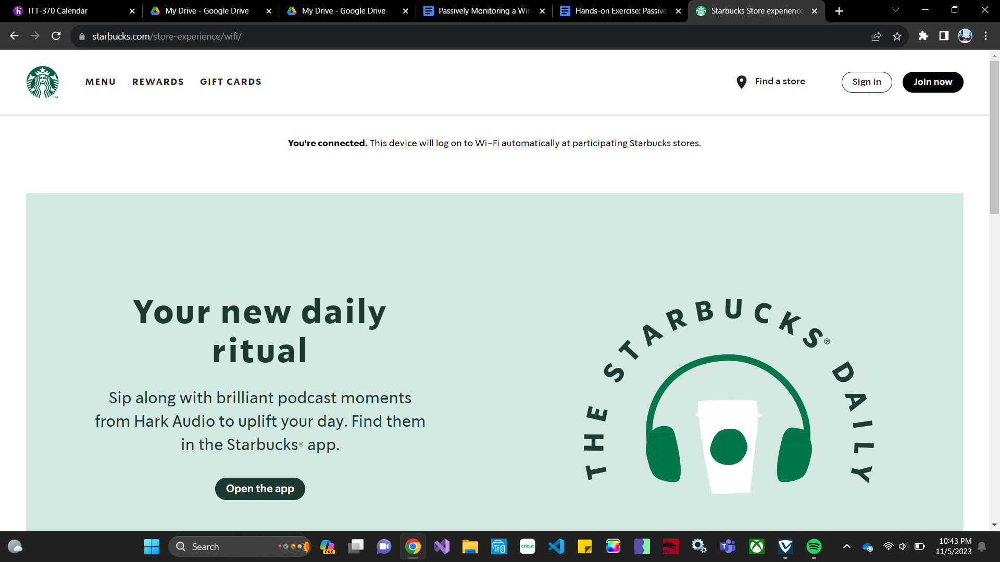 ITT-370 Calendar
My Drive - Google Drive
My Drive - Google Drive
Passively Monitoring a Wir
Hands-on Exercise: Passive
Starbucks Store experience
starbucks.com/store-experience/wifi/
MENU
REWARDS
GIFT CARDS
Find a store
Sign in
Join now
You're connected. This device will log on to Wi-Fi automatically at participating Starbucks stores.
Your new daily
ritual
Sip along with brilliant podcast moments
from Hark Audio to uplift your day. Find them
in the Starbucks® app.
Open the app
THE STARBUCKS® DAILY
Search
PRE
cricut
10:43 PM
11/5/2023